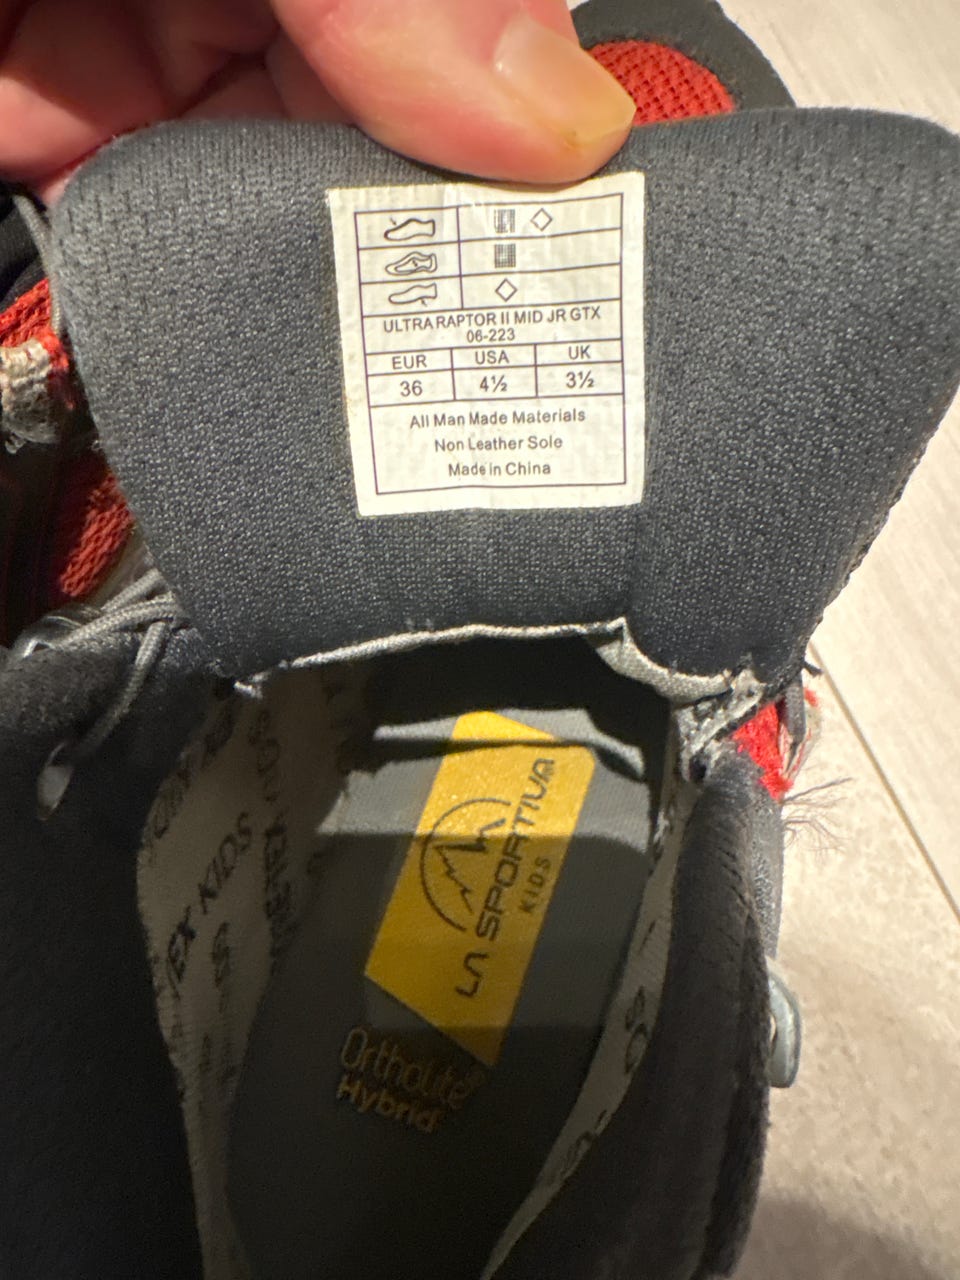 ULTRA RAPTOR II MID JR GTX
06-223
EUR USA UK
36 4½ 3½
All Man Made Materials
Non Leather Sole
Made in China
LA SPORTIVA
KIDS
Ortholite®
Hybrid
KIDS